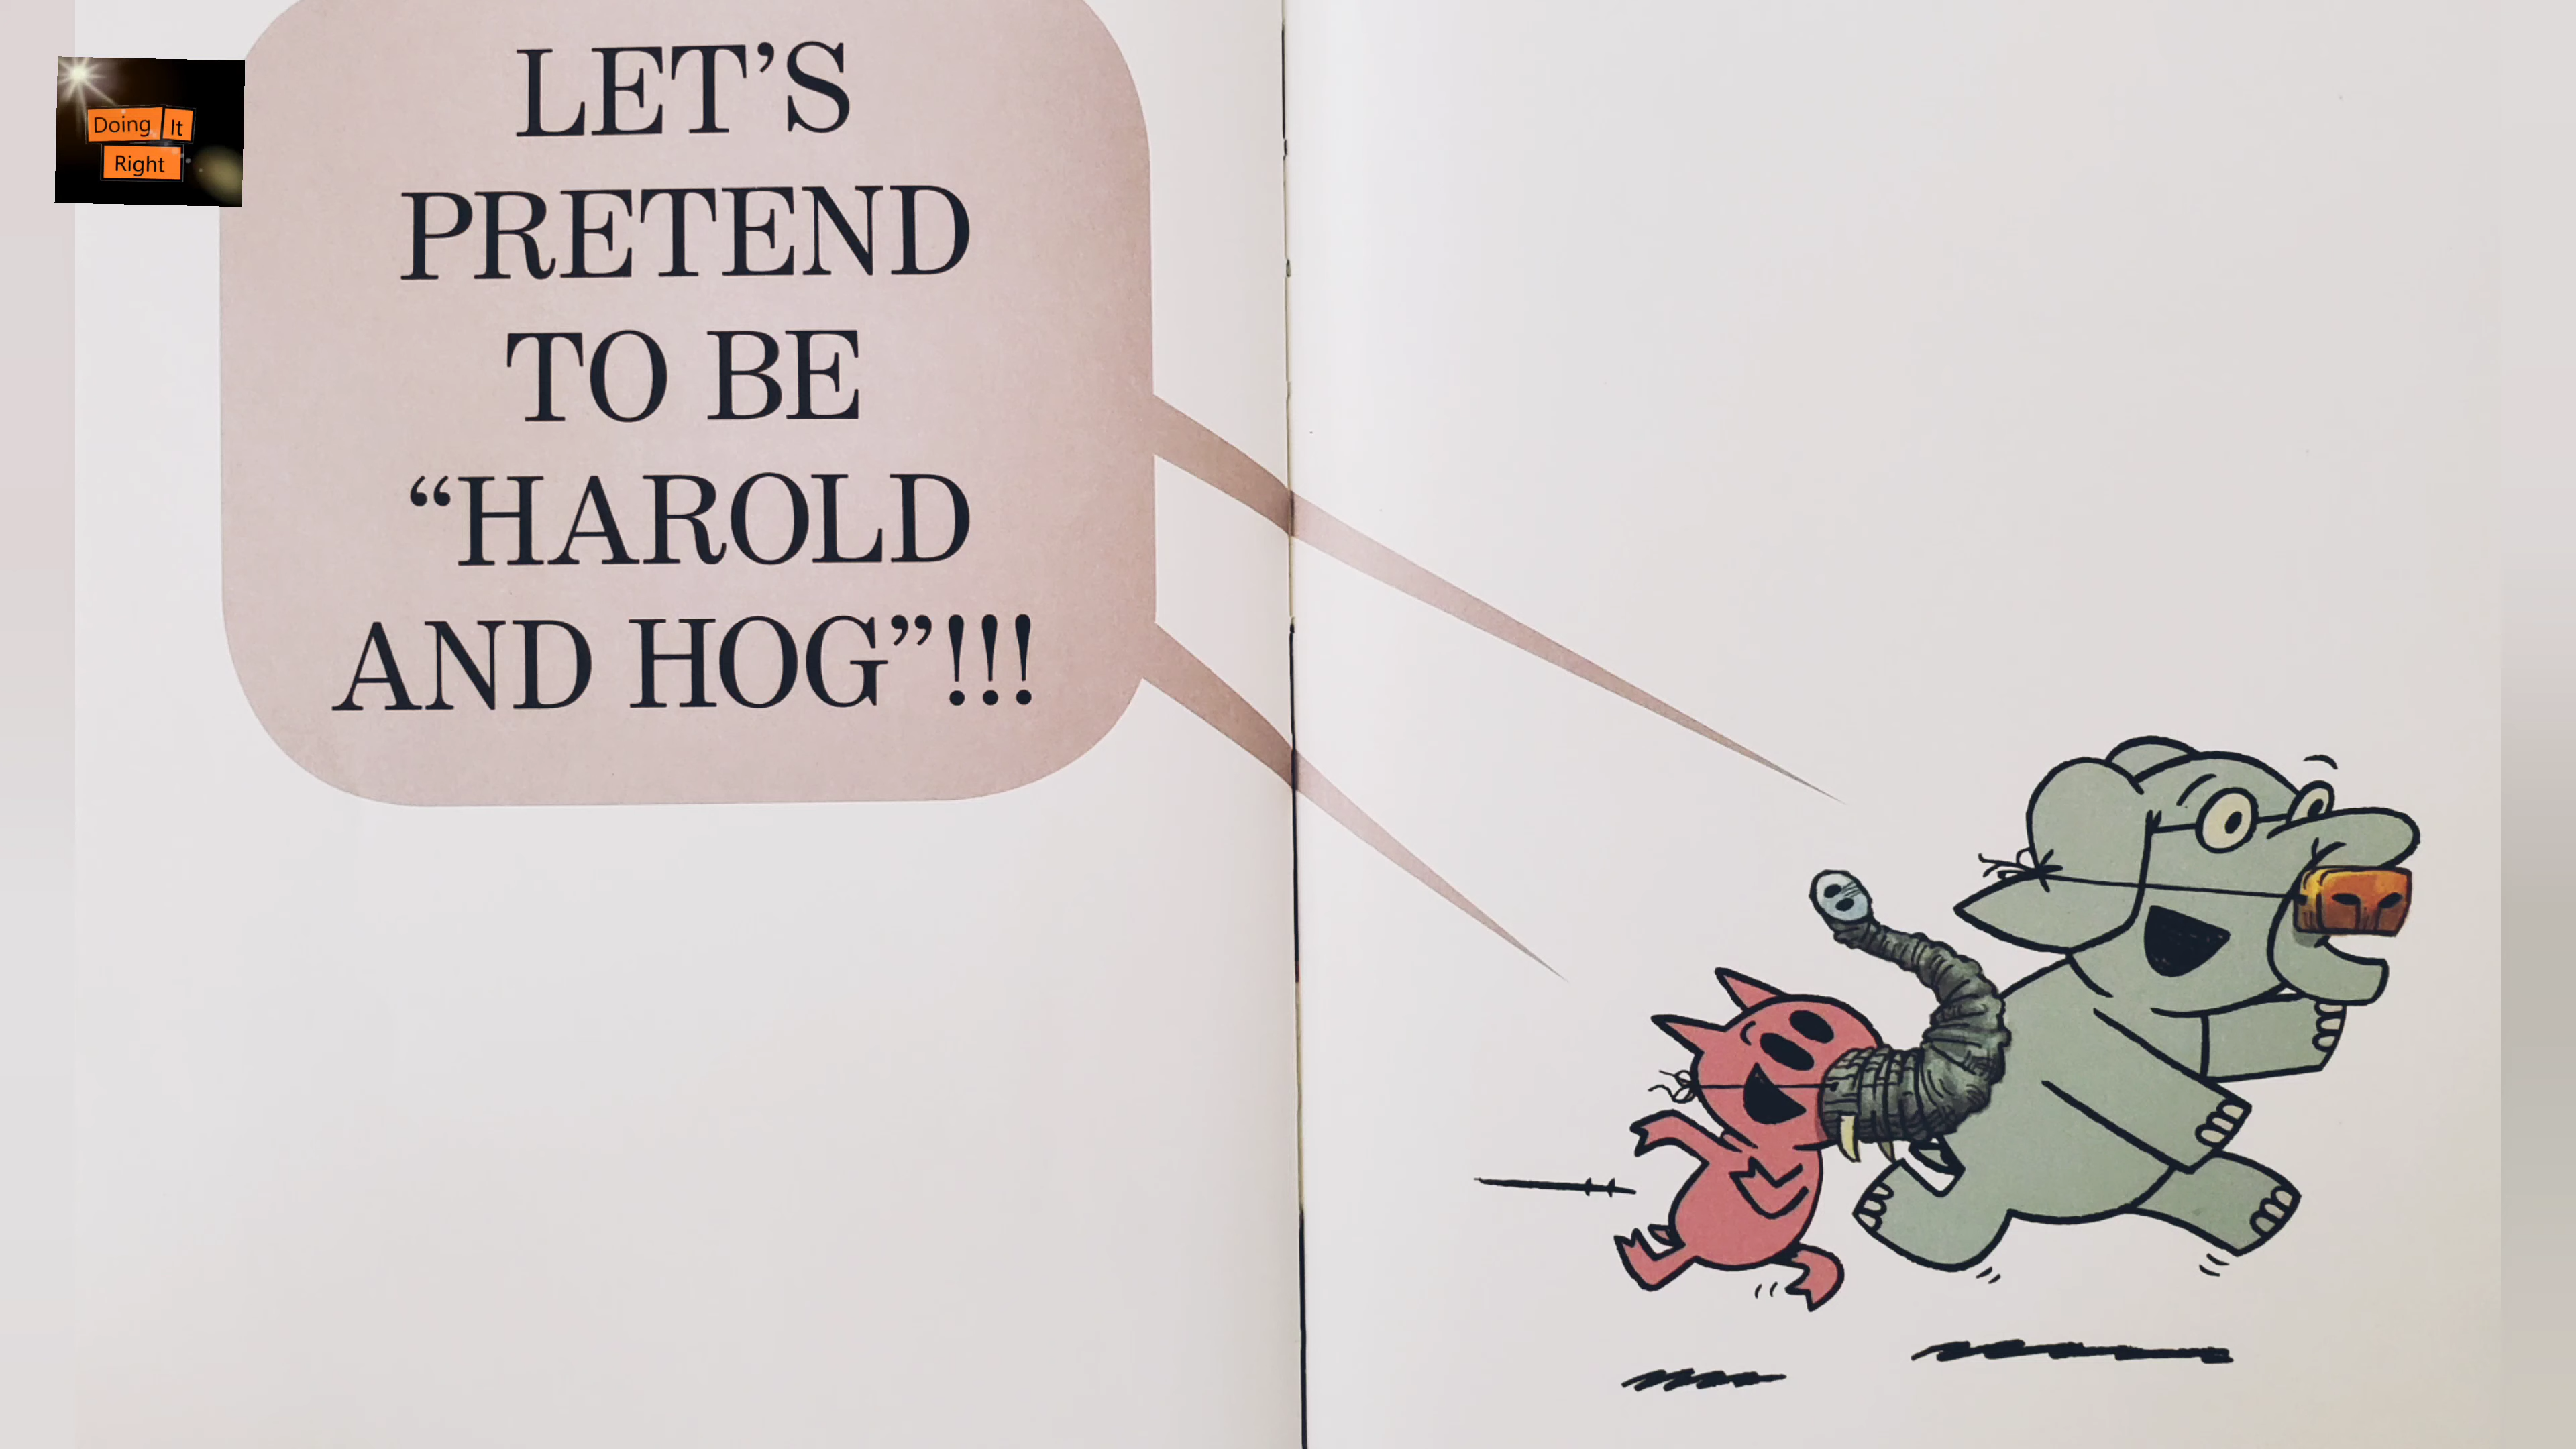 Doing It
Right
LET’S
PRETEND
TO BE
“HAROLD
AND HOG”!!!